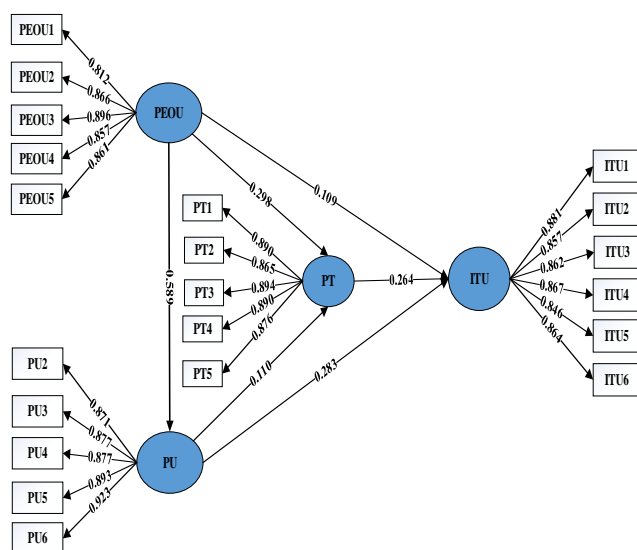 PEOU1
PEOU2
PEOU3
PEOU4
PEOU5
0.812
0.866
0.896
0.857
0.861
PEOU
0.298
0.109
0.589
PT1
PT2
PT3
PT4
PT5
0.890
0.865
0.894
0.890
0.876
PT
0.264
ITU
0.881
0.857
0.862
0.867
0.846
0.864
ITU1
ITU2
ITU3
ITU4
ITU5
ITU6
0.110
0.283
PU2
PU3
PU4
PU5
PU6
0.871
0.877
0.877
0.893
0.923
PU